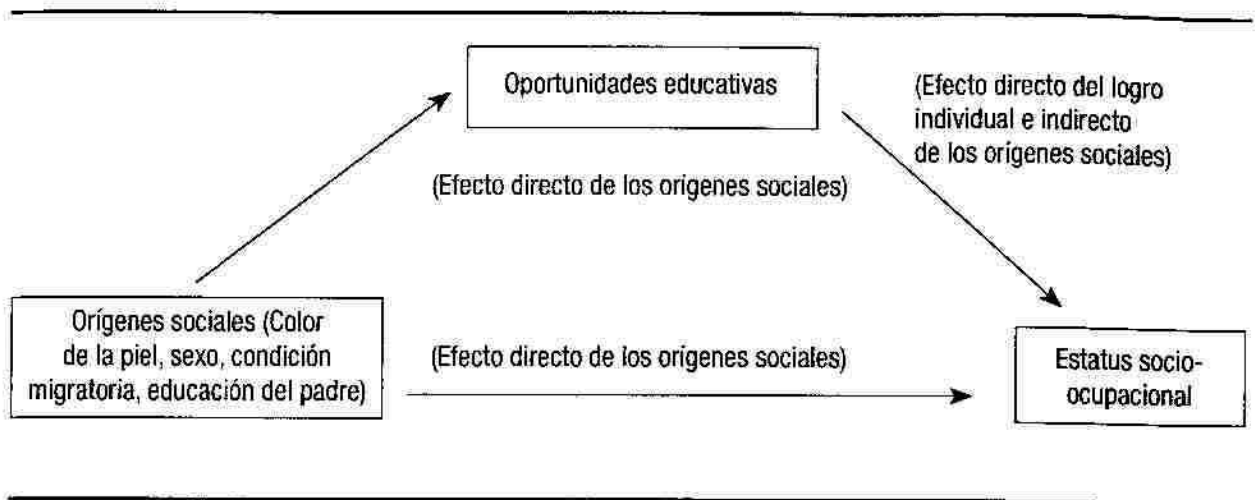 Oportunidades educativas
(Efecto directo del logro
individual e indirecto
de los orígenes sociales)
(Efecto directo de los orígenes sociales)
Orígenes sociales (Color
de la piel, sexo, condición
migratoria, educación del padre)
(Efecto directo de los orígenes sociales)
Estatus socio-
ocupacional